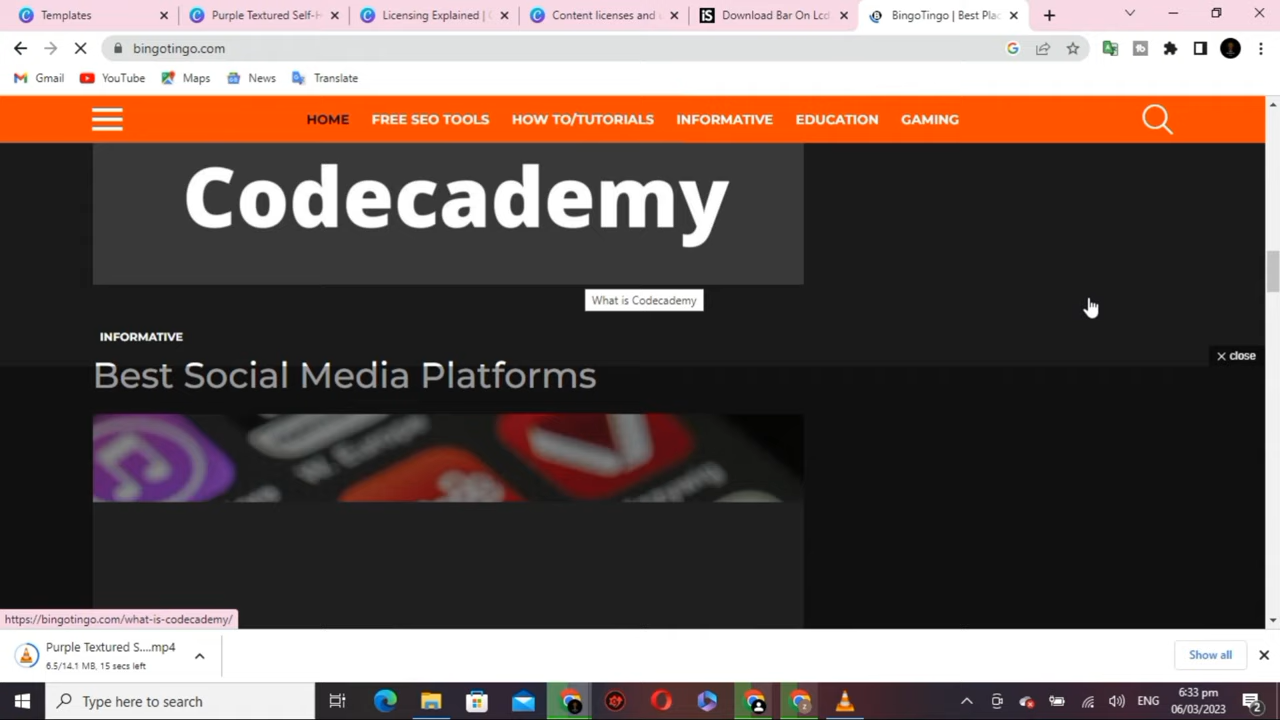 Templates
Purple Textured Self-H
Licensing Explained | C
Content licenses and u
iS
Download Bar On Lcd
BingoTingo | Best Plac
bingotingo.com
Gmail
YouTube
Maps
News
Translate
HOME
FREE SEO TOOLS
HOW TO/TUTORIALS
INFORMATIVE
EDUCATION
GAMING
Codecademy
What is Codecademy
INFORMATIVE
close
Best Social Media Platforms
https://bingotingo.com/what-is-codecademy/
Purple Textured S....mp4
6.5/14.1 MB, 15 secs left
Show all
Type here to search
ENG
6:33 pm
06/03/2023
2